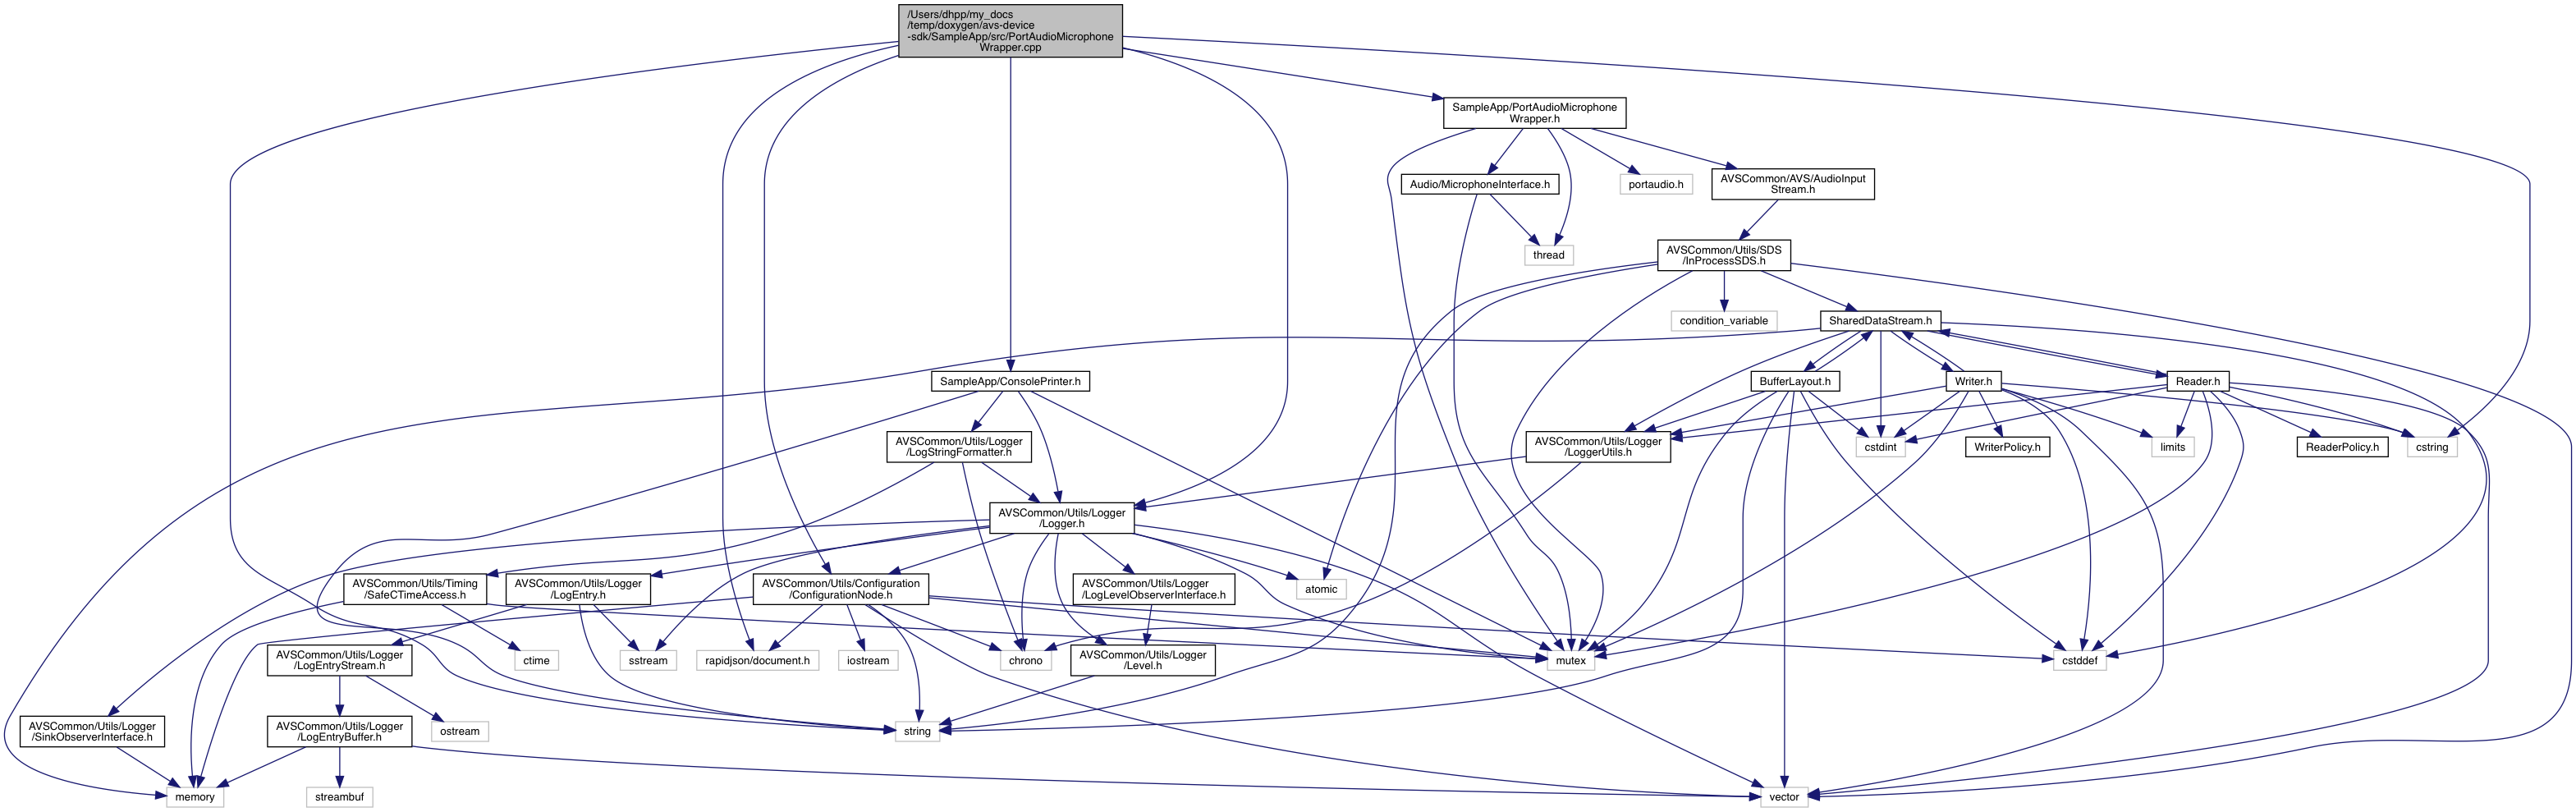 /Users/dhpp/my_docs
/temp/doxygen/avs-device
-sdk/SampleApp/src/PortAudioMicrophone
Wrapper.cpp
SampleApp/PortAudioMicrophone
Wrapper.h
Audio/MicrophoneInterface.h
portaudio.h
AVSCommon/AVS/AudioInput
Stream.h
thread
AVSCommon/Utils/SDS
/InProcessSDS.h
condition_variable
SharedDataStream.h
SampleApp/ConsolePrinter.h
BufferLayout.h
Writer.h
Reader.h
AVSCommon/Utils/Logger
/LogStringFormatter.h
AVSCommon/Utils/Logger
/LoggerUtils.h
cstdint
WriterPolicy.h
limits
ReaderPolicy.h
cstring
AVSCommon/Utils/Logger
/Logger.h
AVSCommon/Utils/Timing
/SafeCTimeAccess.h
AVSCommon/Utils/Logger
/LogEntry.h
AVSCommon/Utils/Configuration
/ConfigurationNode.h
AVSCommon/Utils/Logger
/LogLevelObserverInterface.h
atomic
AVSCommon/Utils/Logger
/LogEntryStream.h
ctime
sstream
rapidjson/document.h
iostream
chrono
AVSCommon/Utils/Logger
/Level.h
mutex
cstddef
AVSCommon/Utils/Logger
/SinkObserverInterface.h
AVSCommon/Utils/Logger
/LogEntryBuffer.h
ostream
string
memory
streambuf
vector